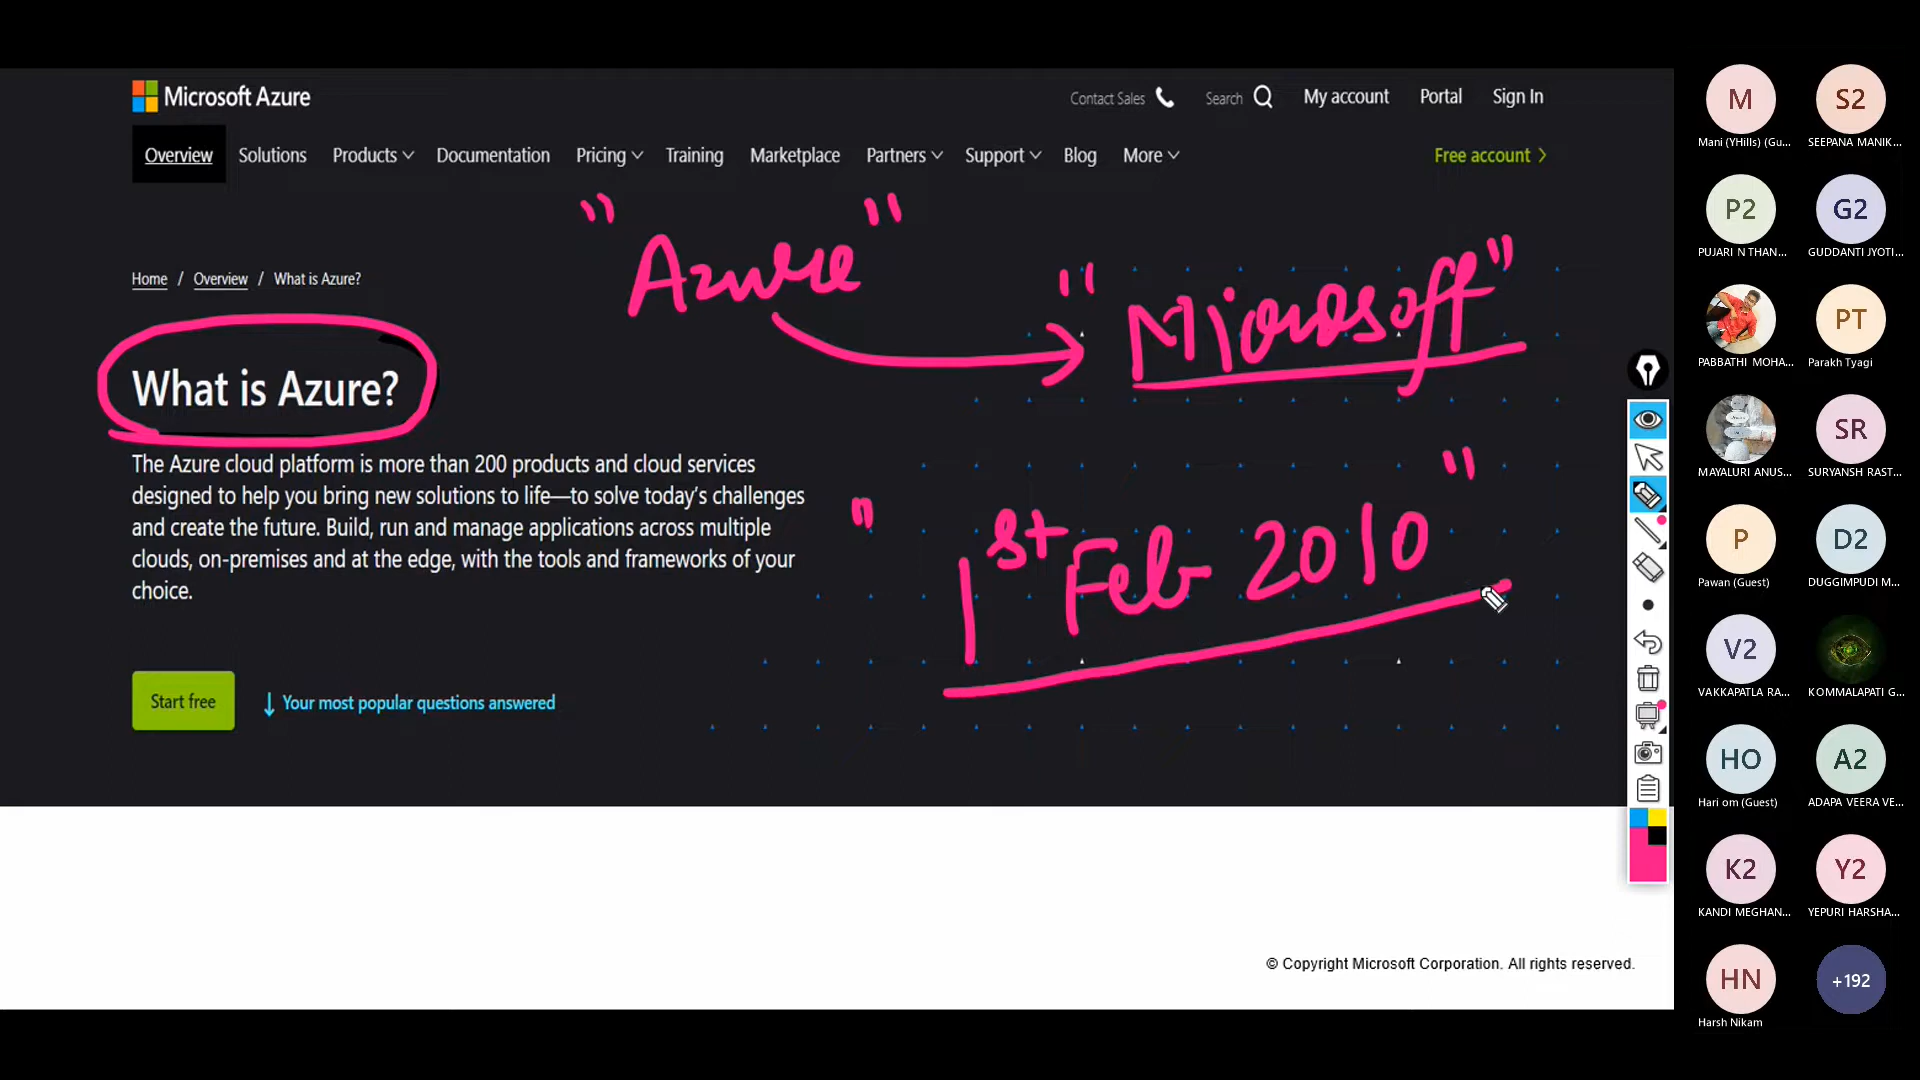 Microsoft Azure
Contact Sales Search My account Portal Sign In
Overview Solutions Products Documentation Pricing Training Marketplace Partners Support Blog More Free account
" Azure "
" Microsoft "
Home / Overview / What is Azure?
What is Azure?
The Azure cloud platform is more than 200 products and cloud services
designed to help you bring new solutions to life—to solve today's challenges
and create the future. Build, run and manage applications across multiple
clouds, on-premises and at the edge, with the tools and frameworks of your
choice.
" 1st Feb 2010 "
Start free
↓ Your most popular questions answered
© Copyright Microsoft Corporation. All rights reserved.
M S2
Mani (YHills) (Gu... SEEPANA MANIK...
P2 G2
PUJARI N THAN... GUDDANTI JYOTI...
PT
PABBATHI MOHA... Parakh Tyagi
SR
MAYALURI ANUS... SURYANSH RAST...
P D2
Pawan (Guest) DUGGIMPUDI M...
V2
VAKKAPATLA RA... KOMMALAPATI G...
HO A2
Hari om (Guest) ADAPA VEERA VE...
K2 Y2
KANDI MEGHAN... YEPURI HARSHA...
HN +192
Harsh Nikam